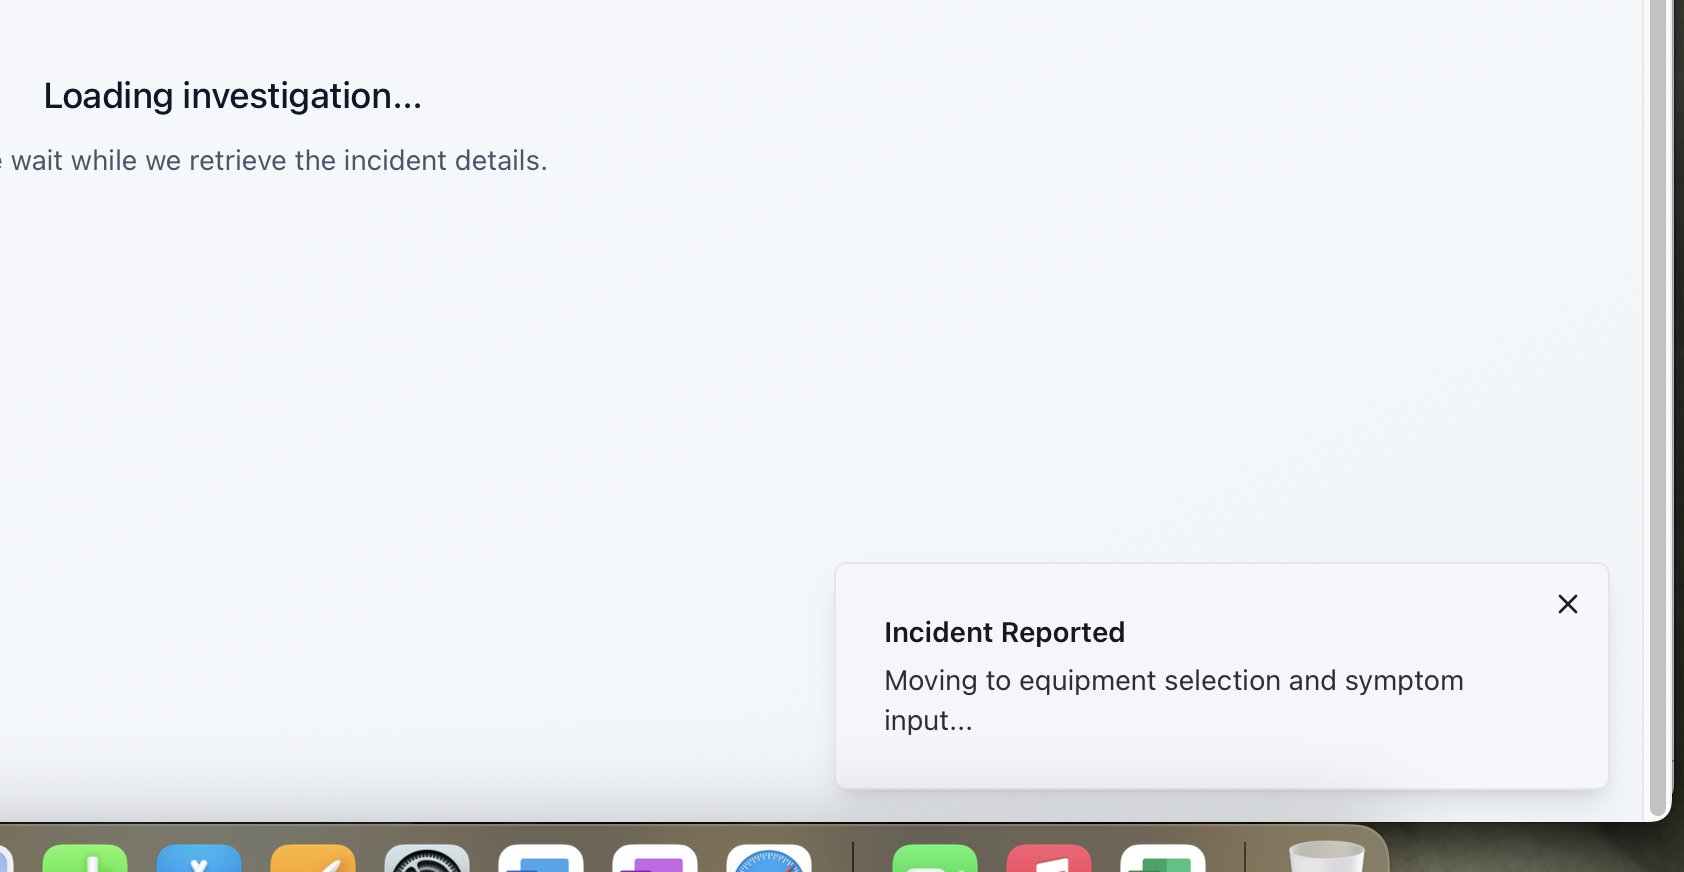 Loading investigation...
wait while we retrieve the incident details.
Incident Reported
Moving to equipment selection and symptom
input...